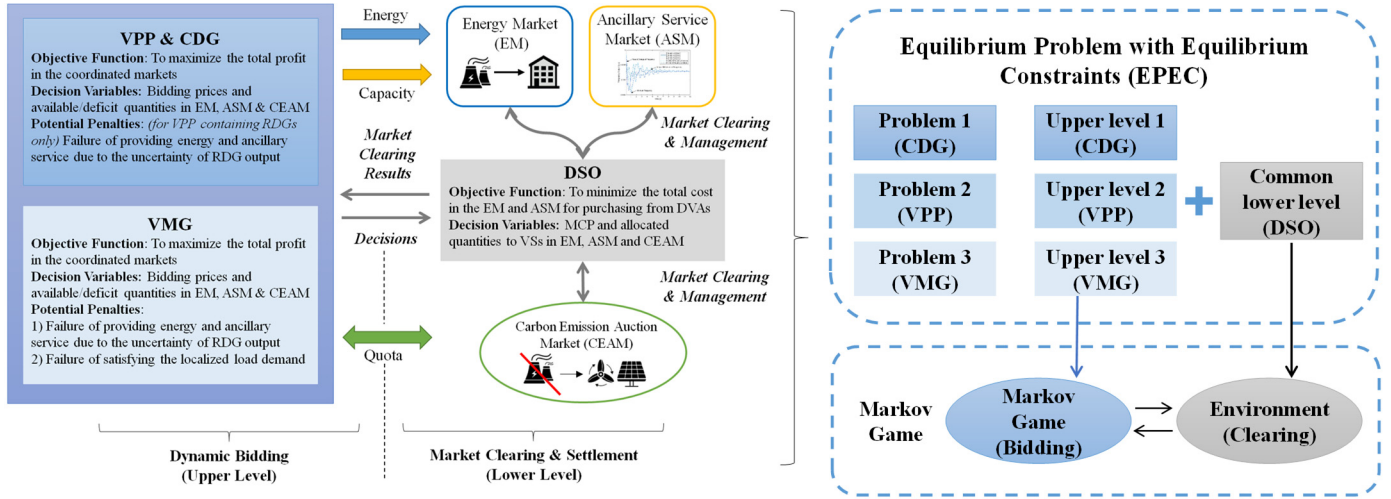 VPP & CDG
Objective Function: To maximize the total profit
in the coordinated markets
Decision Variables: Bidding prices and
available/deficit quantities in EM, ASM & CEAM
Potential Penalties: (for VPP containing RDGs
only) Failure of providing energy and ancillary
service due to the uncertainty of RDG output
VMG
Objective Function: To maximize the total profit
in the coordinated markets
Decision Variables: Bidding prices and
available/deficit quantities in EM, ASM & CEAM
Potential Penalties:
1) Failure of providing energy and ancillary
service due to the uncertainty of RDG output
2) Failure of satisfying the localized load demand
Energy
Capacity
Market
Clearing
Results
Decisions
Quota
Energy Market
(EM)
Ancillary Service
Market (ASM)
Market Clearing
& Management
DSO
Objective Function: To minimize the total cost
in the EM and ASM for purchasing from DVAs
Decision Variables: MCP and allocated
quantities to VSs in EM, ASM and CEAM
Market Clearing
& Management
Carbon Emission Auction
Market (CEAM)
Dynamic Bidding
(Upper Level)
Market Clearing & Settlement
(Lower Level)
Equilibrium Problem with Equilibrium
Constraints (EPEC)
Problem 1
(CDG)
Upper level 1
(CDG)
Problem 2
(VPP)
Upper level 2
(VPP)
Common
lower level
(DSO)
Problem 3
(VMG)
Upper level 3
(VMG)
Markov
Game
Markov
Game
(Bidding)
Environment
(Clearing)